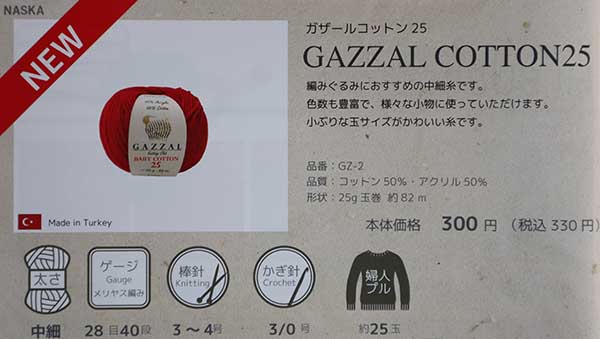 NASKA
NEW
ガザールコットン 25
GAZZAL COTTON25
編みぐるみにおすすめの中細糸です。
色数も豊富で、様々な小物に使っていただけます。
小ぶりな玉サイズがかわいい糸です。
GAZZAL
BABY COTTON
25
品番：GZ-2
品質：コットン 50%・アクリル 50%
形状：25g 玉巻 約 82 m
Made in Turkey
本体価格 300 円 （税込 330 円）
太さ
中細
ゲージ
Gauge
メリヤス編み
28 目 40 段
棒針
Knitting
3 〜 4 号
かぎ針
Crochet
3/0 号
婦人
プル
約 25 玉